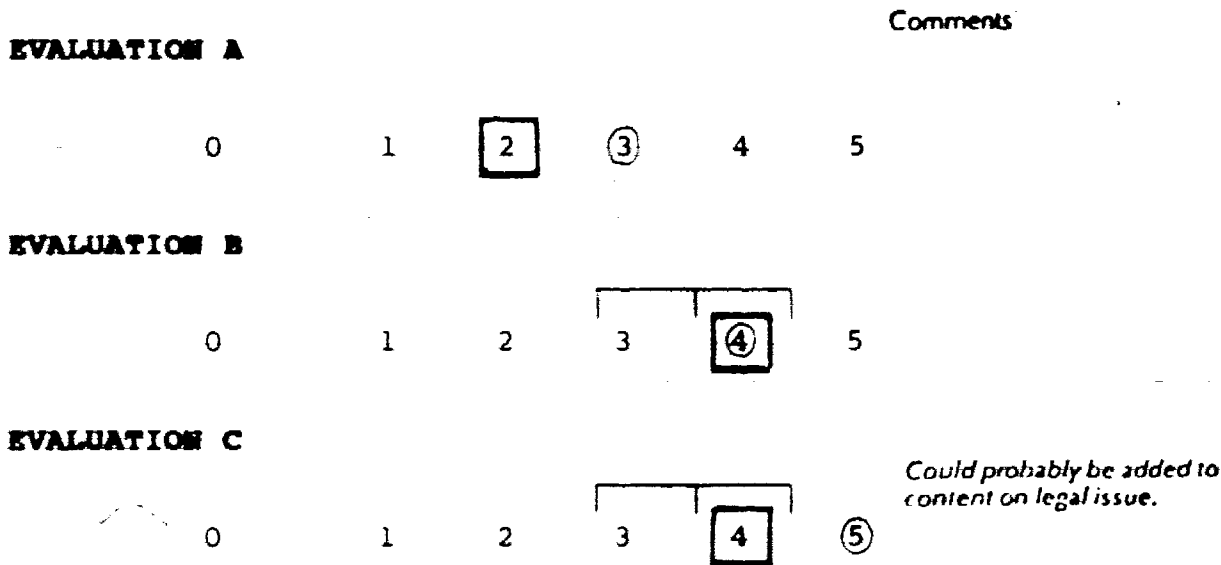 Comments
EVALUATION A
0 1 2 3 4 5
EVALUATION B
0 1 2 3 4 5
EVALUATION C
Could probably be added to
content on legal issue.
0 1 2 3 4 5